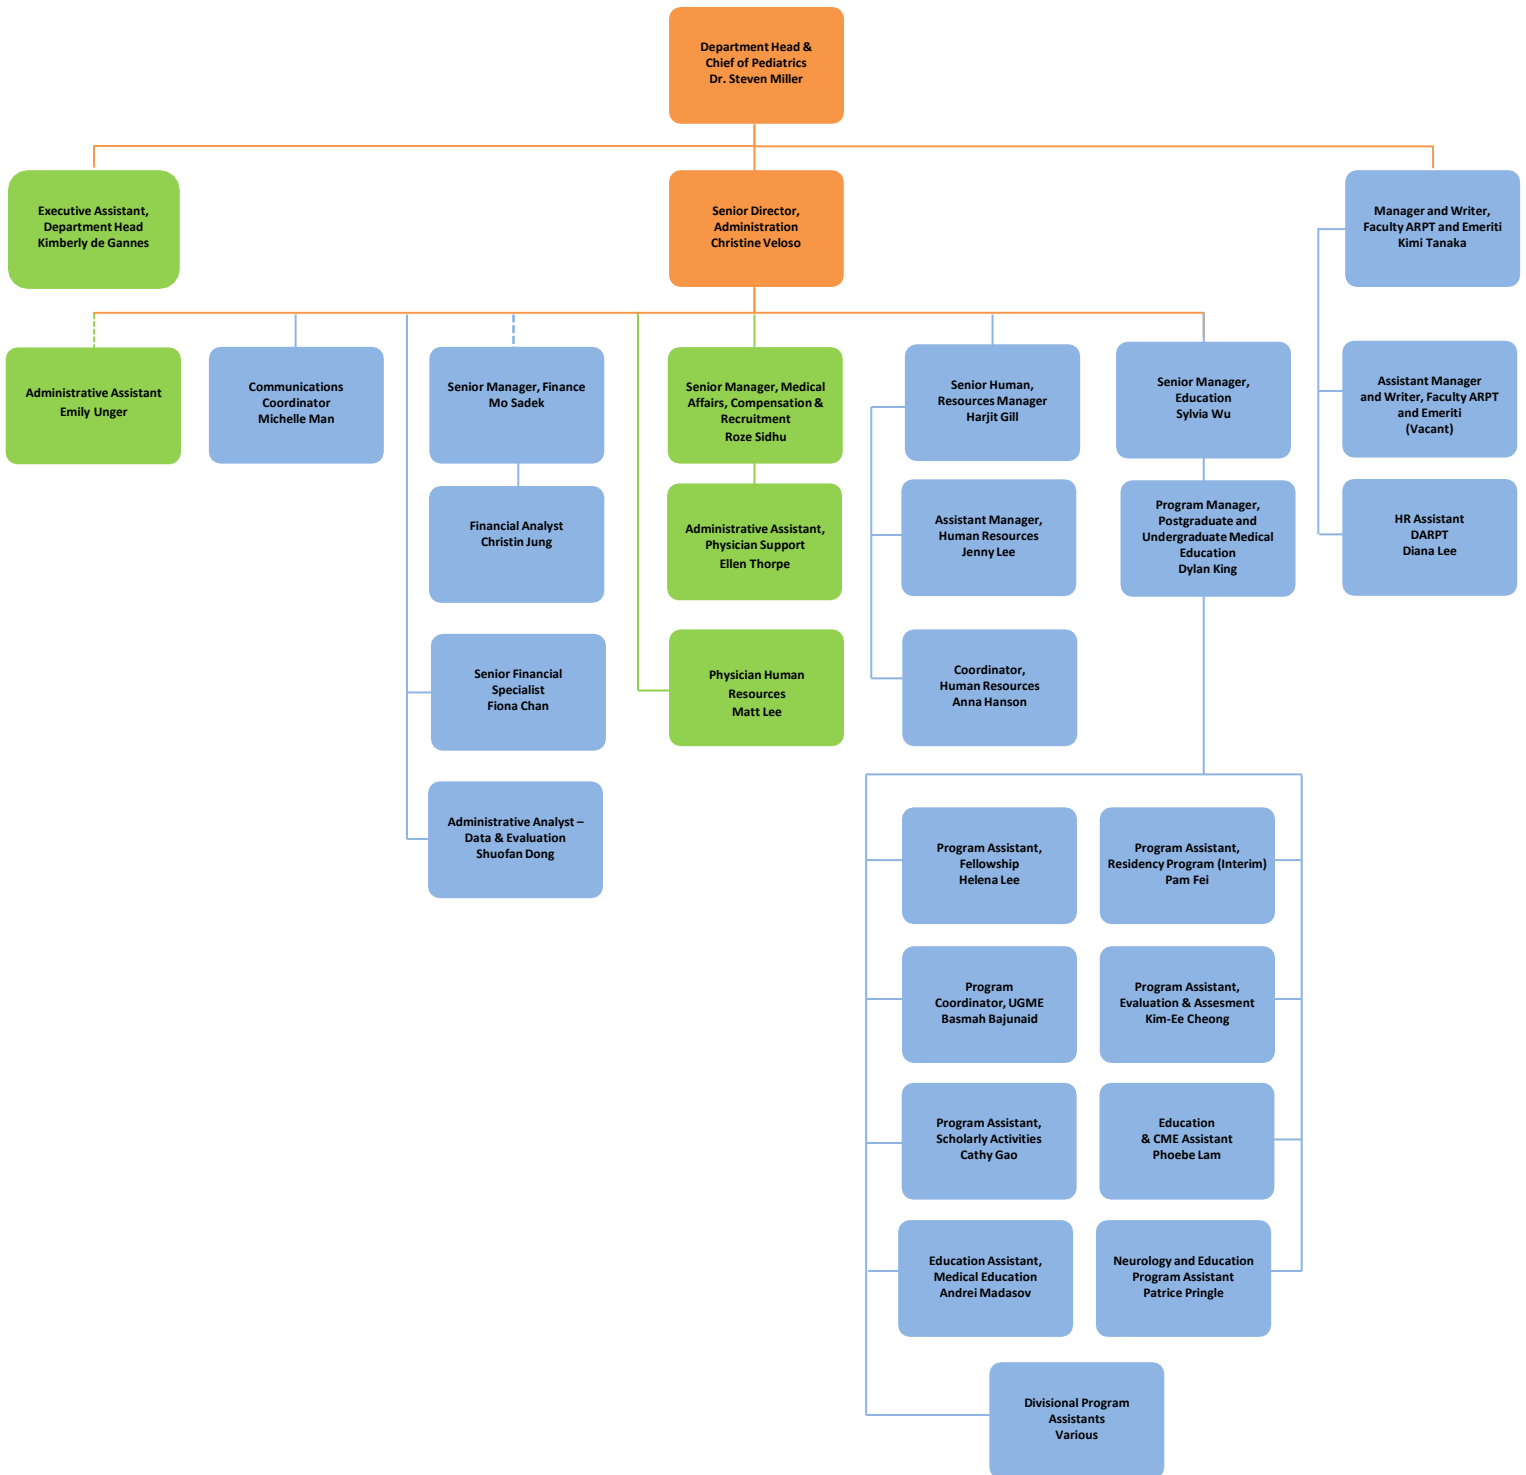 Department Head &
Chief of Pediatrics
Dr. Steven Miller
Executive Assistant,
Department Head
Kimberly de Gannes
Senior Director,
Administration
Christine Veloso
Manager and Writer,
Faculty ARPT and Emeriti
Kimi Tanaka
Administrative Assistant
Emily Unger
Communications
Coordinator
Michelle Man
Senior Manager, Finance
Mo Sadek
Senior Manager, Medical
Affairs, Compensation &
Recruitment
Roze Sidhu
Senior Human,
Resources Manager
Harjit Gill
Senior Manager,
Education
Sylvia Wu
Assistant Manager
and Writer, Faculty ARPT
and Emeriti
(Vacant)
Financial Analyst
Christin Jung
Administrative Assistant,
Physician Support
Ellen Thorpe
Assistant Manager,
Human Resources
Jenny Lee
Program Manager,
Postgraduate and
Undergraduate Medical
Education
Dylan King
HR Assistant
DARPT
Diana Lee
Senior Financial
Specialist
Fiona Chan
Physician Human
Resources
Matt Lee
Coordinator,
Human Resources
Anna Hanson
Administrative Analyst –
Data & Evaluation
Shuofan Dong
Program Assistant,
Fellowship
Helena Lee
Program Assistant,
Residency Program (Interim)
Pam Fei
Program
Coordinator, UGME
Basmah Bajunaid
Program Assistant,
Evaluation & Assesment
Kim-Ee Cheong
Program Assistant,
Scholarly Activities
Cathy Gao
Education
& CME Assistant
Phoebe Lam
Education Assistant,
Medical Education
Andrei Madasov
Neurology and Education
Program Assistant
Patrice Pringle
Divisional Program
Assistants
Various